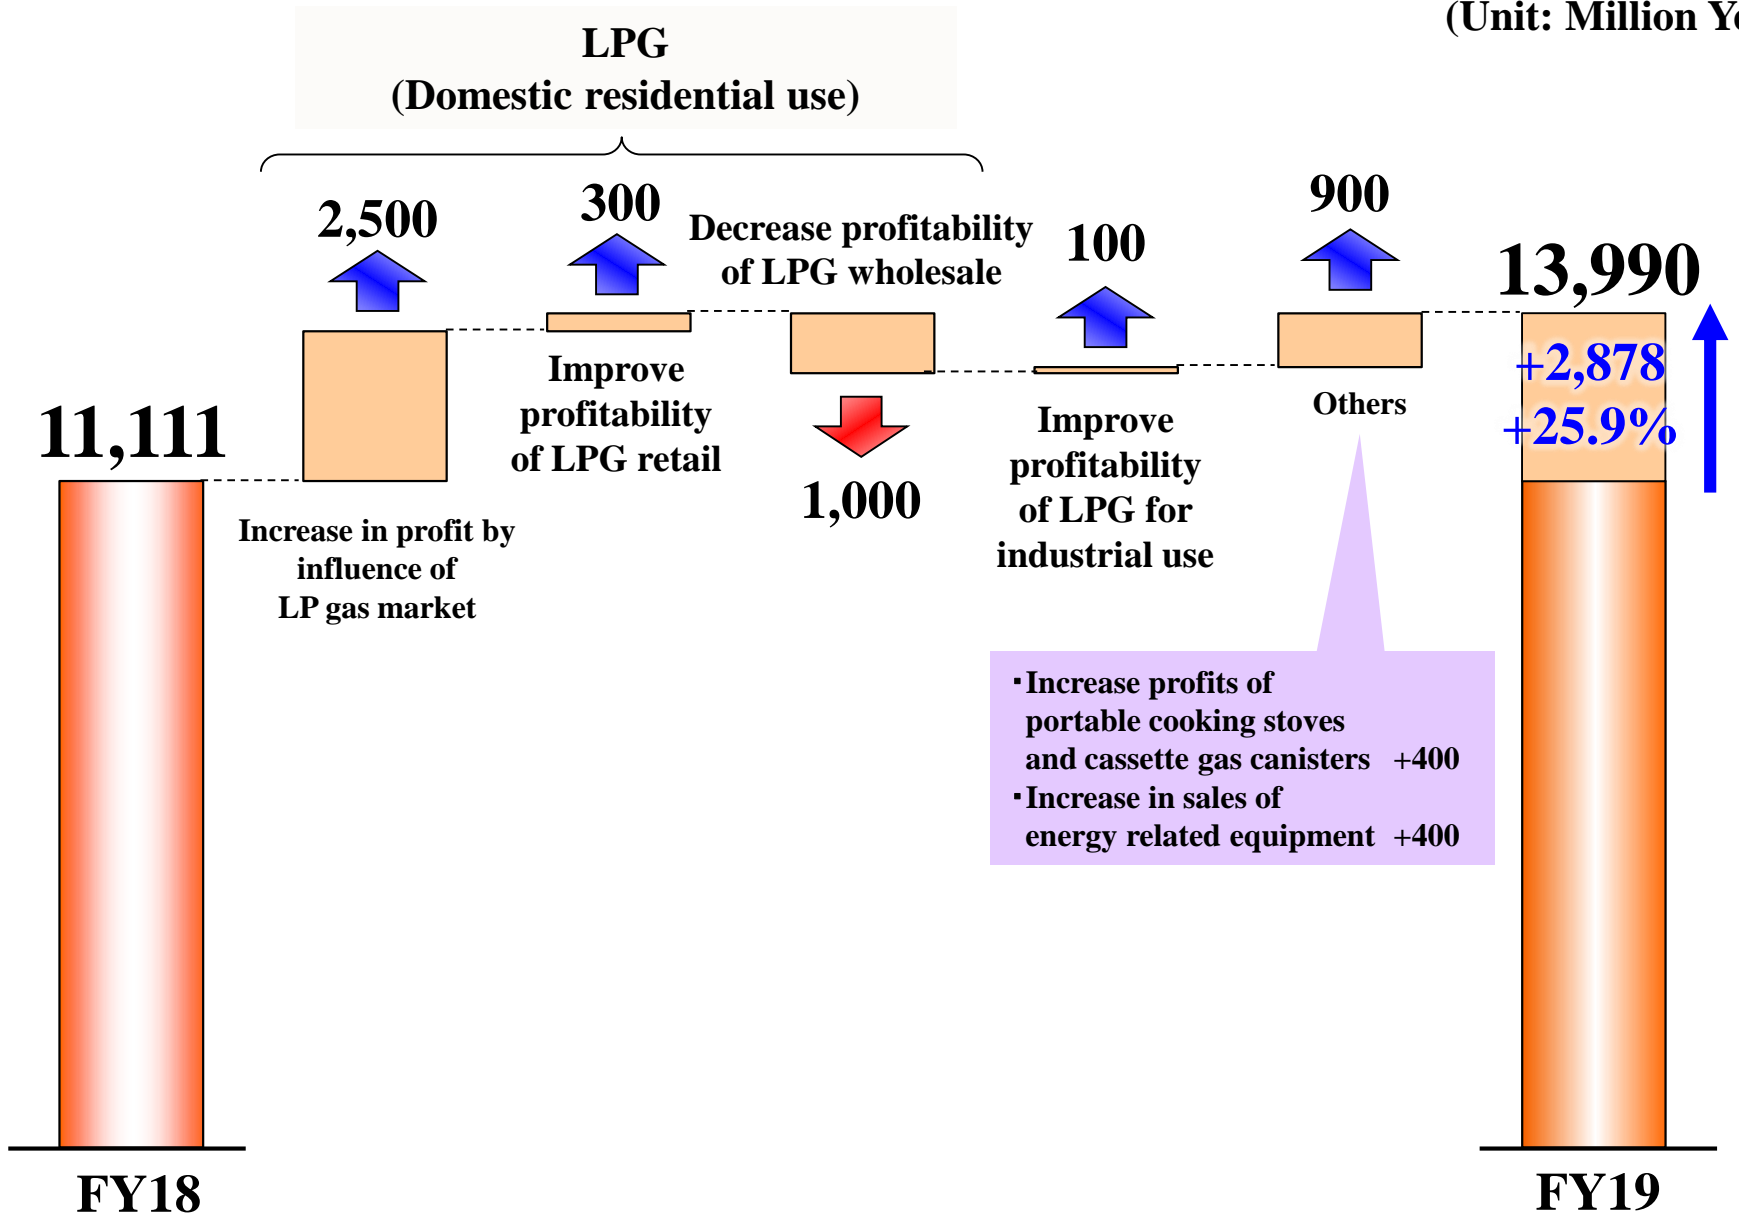 (Unit: Million
LPG
(Domestic residential use)
2,500
300
Decrease profitability
of LPG wholesale
100
900
13,990
+2,878
+25.9%
11,111
Improve
profitability
of LPG retail
1,000
Improve
profitability
of LPG for
industrial use
Others
Increase in profit by
influence of
LP gas market
▪Increase profits of
portable cooking stoves
and cassette gas canisters +400
▪Increase in sales of
energy related equipment +400
FY18
FY19